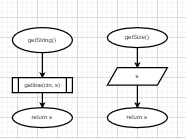 getString()
getSize()
getline(cin, s)
s
return s
return s